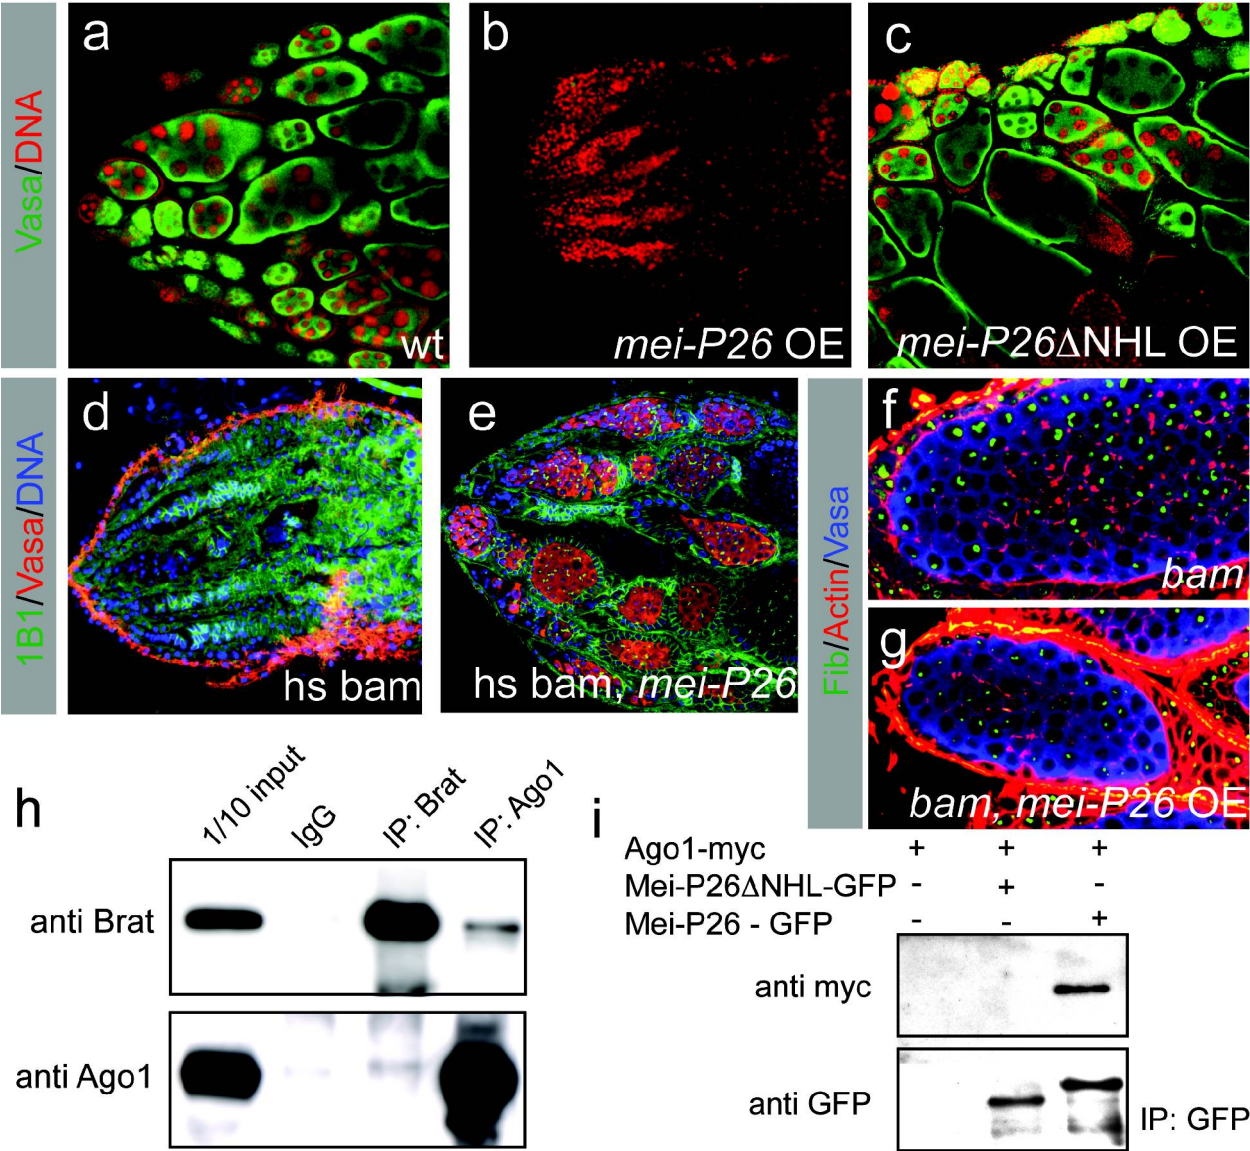 a
b
c
Vasa/DNA
wt
mei-P26 OE
mei-P26ΔNHL OE
d
e
f
1B1/Vasa/DNA
hs bam
hs bam, mei-P26
Fib/Actin/Vasa
bam
g
bam, mei-P26 OE
h
1/10 input
IgG
IP: Brat
IP: Ago1
anti Brat
anti Ago1
i
Ago1-myc + + +
Mei-P26ΔNHL-GFP - + -
Mei-P26 - GFP - - +
anti myc
anti GFP
IP: GFP